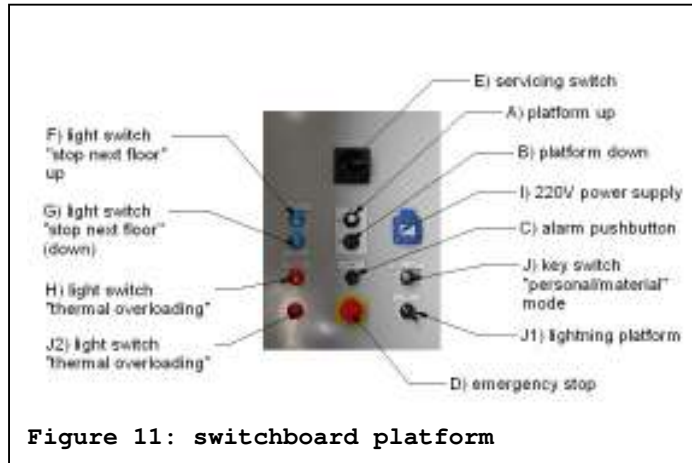 E) servicing switch
A) platform up
B) platform down
I) 220V power supply
C) alarm pushbutton
J) key switch
"personal/material"
mode
J1) lightning platform
D) emergency stop
F) light switch
"stop next floor"
up
G) light switch
"stop next floor"
(down)
H) light switch
"thermal overloading"
J2) light switch
"thermal overloading"
Figure 11: switchboard platform